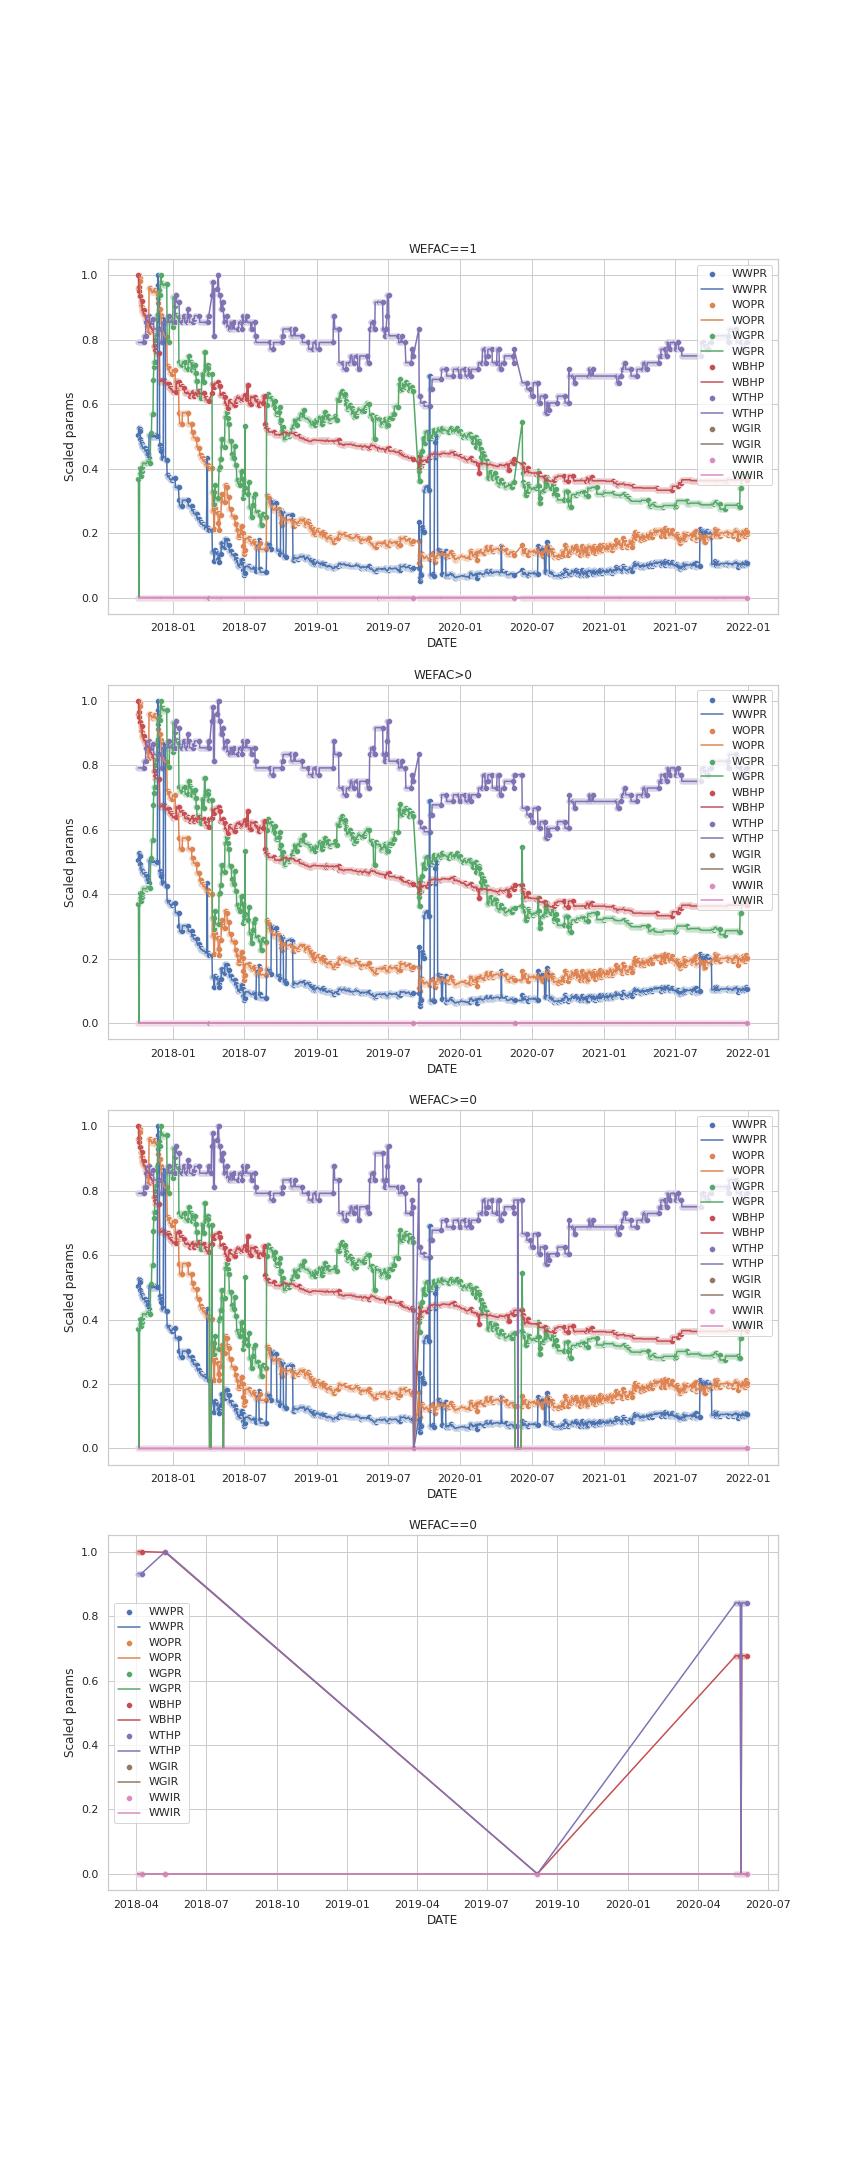 WEFAC==1
Scaled params
1.0
0.8
0.6
0.4
0.2
0.0
WWPR
WWPR
WOPR
WOPR
WGPR
WGPR
WBHP
WBHP
WTHP
WTHP
WGIR
WGIR
WWIR
WWIR
2018-01 2018-07 2019-01 2019-07 2020-01 2020-07 2021-01 2021-07 2022-01
DATE
WEFAC>0
Scaled params
1.0
0.8
0.6
0.4
0.2
0.0
WWPR
WWPR
WOPR
WOPR
WGPR
WGPR
WBHP
WBHP
WTHP
WTHP
WGIR
WGIR
WWIR
WWIR
2018-01 2018-07 2019-01 2019-07 2020-01 2020-07 2021-01 2021-07 2022-01
DATE
WEFAC>=0
Scaled params
1.0
0.8
0.6
0.4
0.2
0.0
WWPR
WWPR
WOPR
WOPR
WGPR
WGPR
WBHP
WBHP
WTHP
WTHP
WGIR
WGIR
WWIR
WWIR
2018-01 2018-07 2019-01 2019-07 2020-01 2020-07 2021-01 2021-07 2022-01
DATE
WEFAC==0
Scaled params
1.0
0.8
0.6
0.4
0.2
0.0
WWPR
WWPR
WOPR
WOPR
WGPR
WGPR
WBHP
WBHP
WTHP
WTHP
WGIR
WGIR
WWIR
WWIR
2018-04 2018-07 2018-10 2019-01 2019-04 2019-07 2019-10 2020-01 2020-04 2020-07
DATE